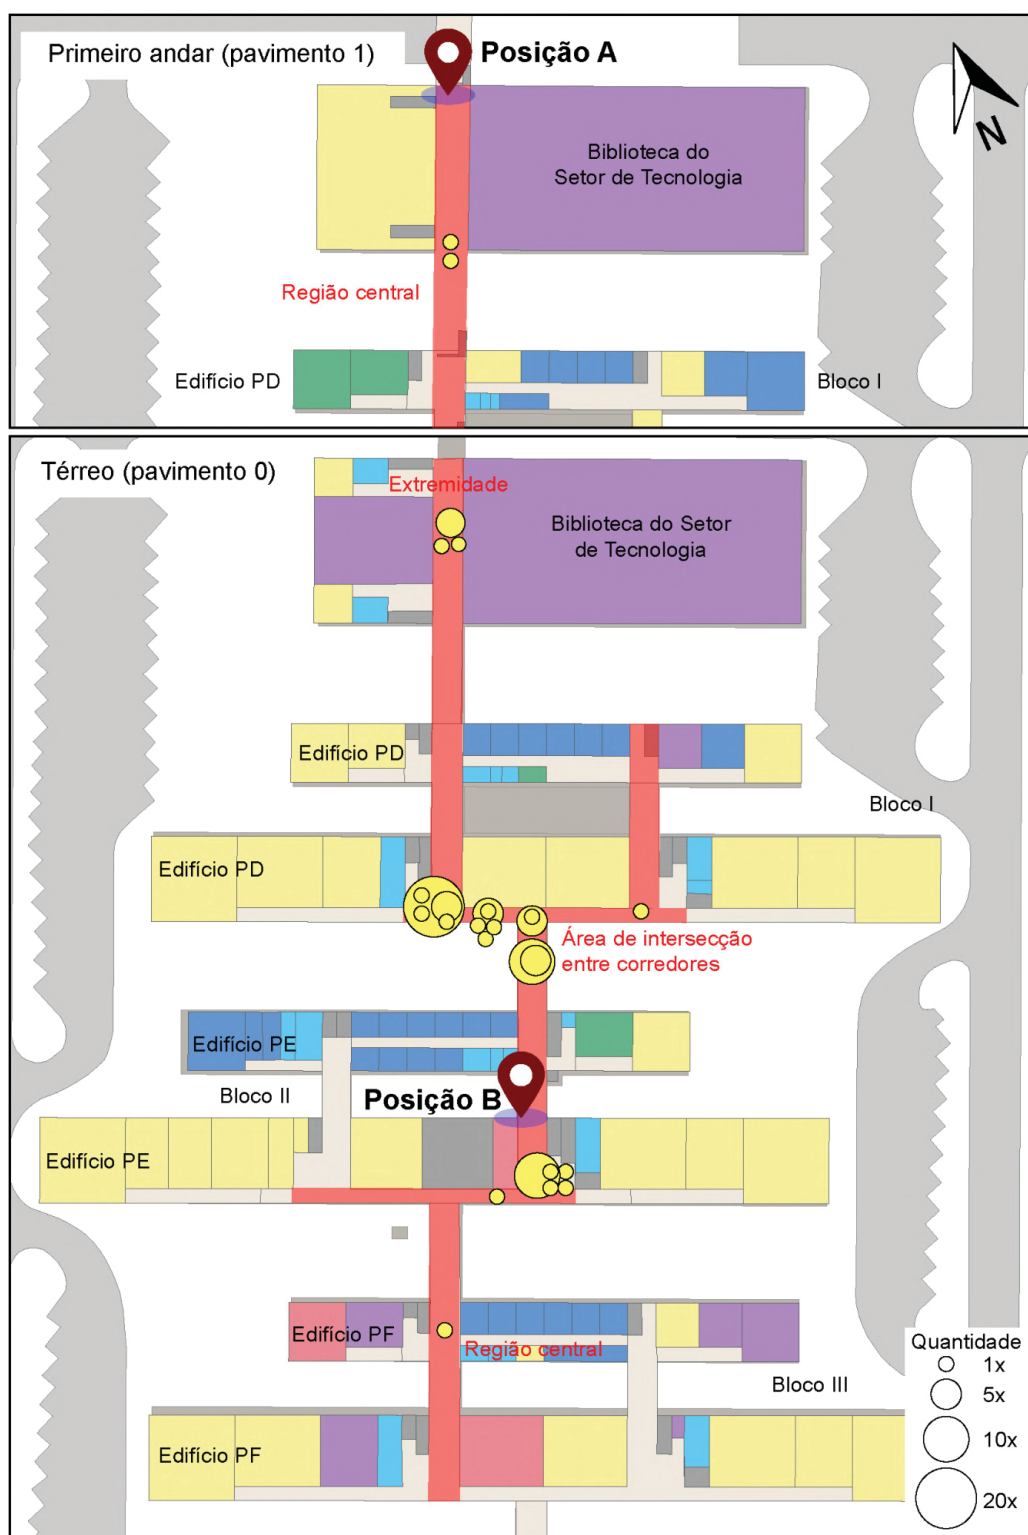 Primeiro andar (pavimento 1)
Posição A
N
Biblioteca do
Setor de Tecnologia
Região central
Edifício PD
Bloco I
Térreo (pavimento 0)
Extremidade
Biblioteca do Setor
de Tecnologia
Edifício PD
Bloco I
Edifício PD
Área de intersecção
entre corredores
Edifício PE
Bloco II
Posição B
Edifício PE
Edifício PF
Região central
Bloco III
Edifício PF
Quantidade
1x
5x
10x
20x